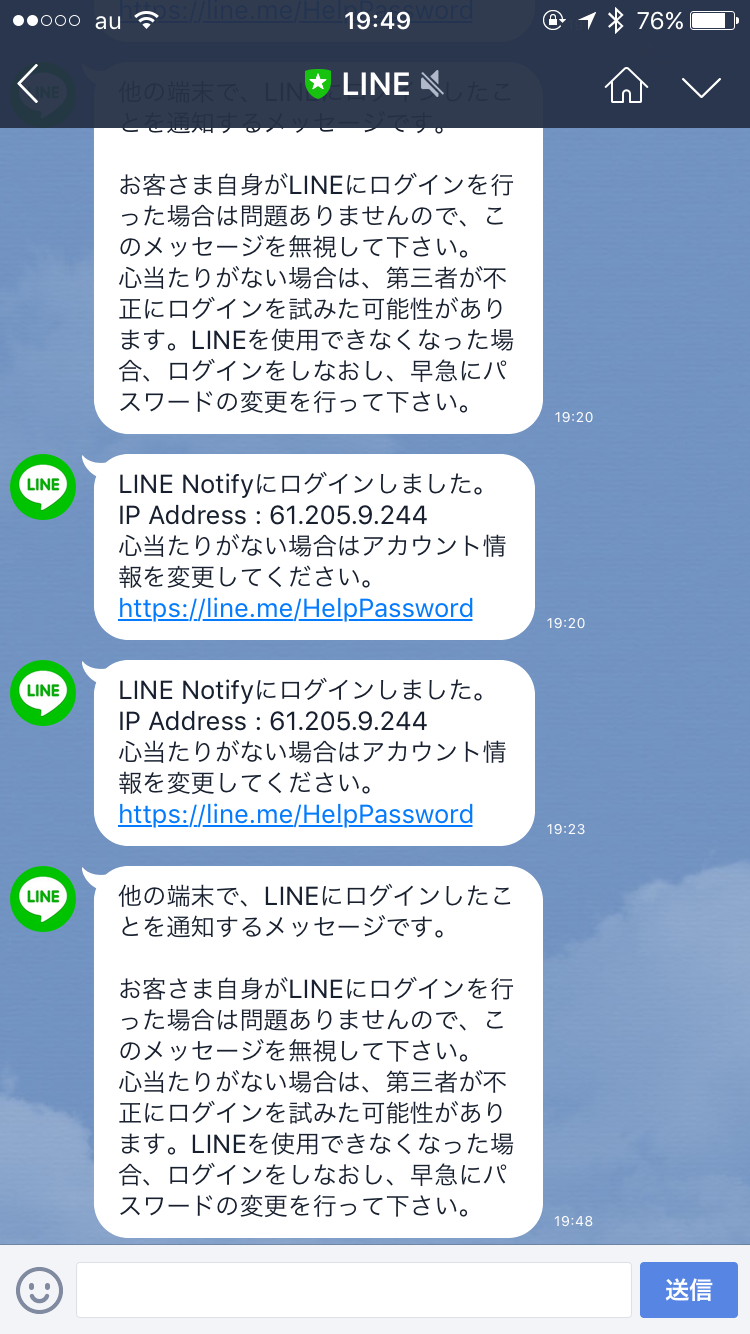 au 19:49 76%
https://line.me/HelpPassword
LINE
他の端末で、LINEにログインしたこ
とを通知するメッセージです。
お客さま自身がLINEにログインを行
った場合は問題ありませんので、こ
のメッセージを無視して下さい。
心当たりがない場合は、第三者が不
正にログインを試みた可能性があり
ます。LINEを使用できなくなった場
合、ログインをしなおし、早急にパ
スワードの変更を行って下さい。
19:20
LINE
LINE Notifyにログインしました。
IP Address : 61.205.9.244
心当たりがない場合はアカウント情
報を変更してください。
https://line.me/HelpPassword
19:20
LINE
LINE Notifyにログインしました。
IP Address : 61.205.9.244
心当たりがない場合はアカウント情
報を変更してください。
https://line.me/HelpPassword
19:23
LINE
他の端末で、LINEにログインしたこ
とを通知するメッセージです。
お客さま自身がLINEにログインを行
った場合は問題ありませんので、こ
のメッセージを無視して下さい。
心当たりがない場合は、第三者が不
正にログインを試みた可能性があり
ます。LINEを使用できなくなった場
合、ログインをしなおし、早急にパ
スワードの変更を行って下さい。
19:48
送信